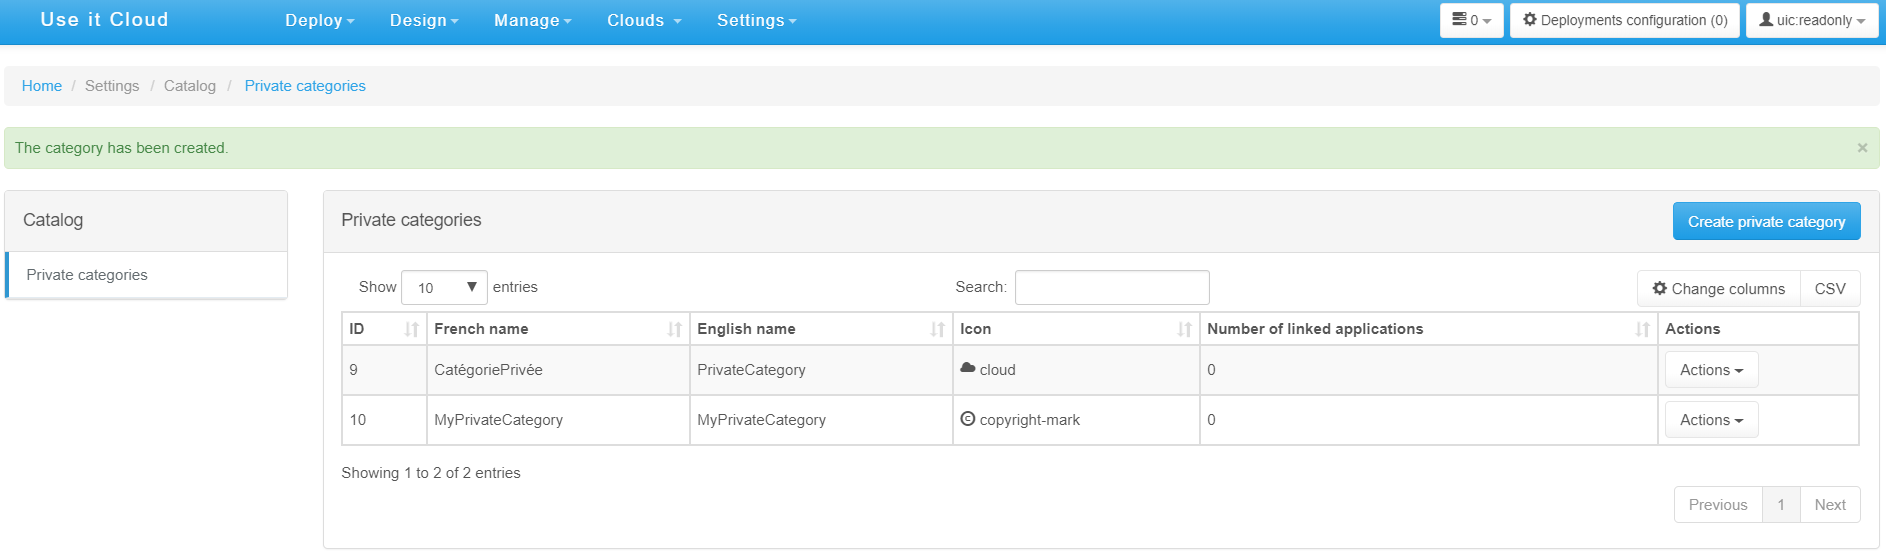 Use it Cloud Deploy Design Manage Clouds Settings 0 Deployments configuration (0) uic:readonly
Home / Settings / Catalog / Private categories
The category has been created. ×
Catalog
Private categories
Private categories Create private category
Show 10 entries Search: Change columns CSV
ID French name English name Icon Number of linked applications Actions
9 CatégoriePrivée PrivateCategory cloud 0 Actions
10 MyPrivateCategory MyPrivateCategory copyright-mark 0 Actions
Showing 1 to 2 of 2 entries
Previous 1 Next